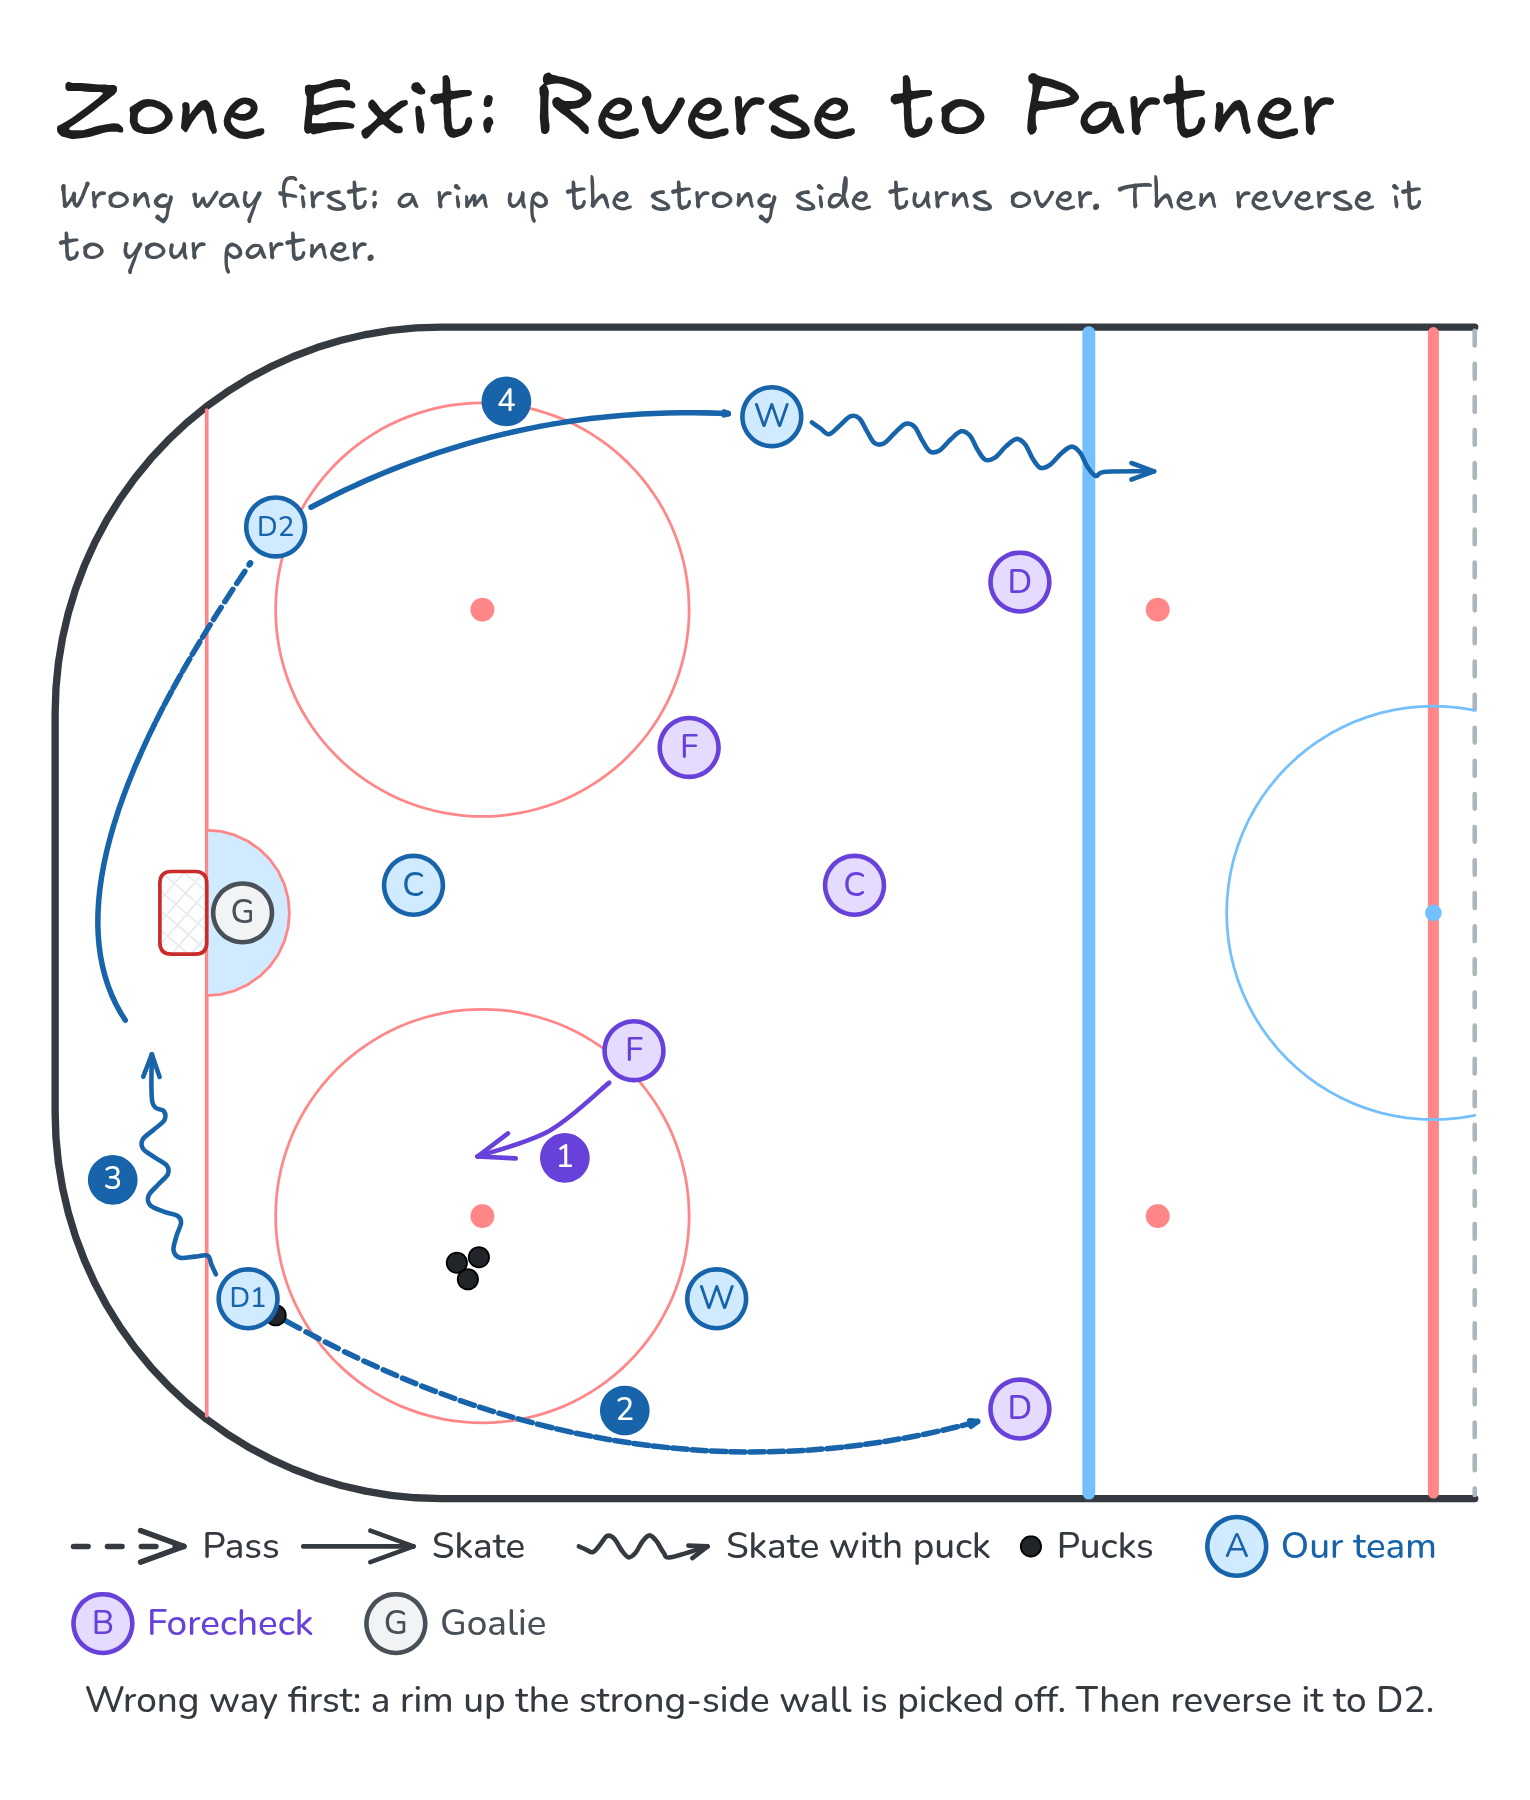 Zone Exit: Reverse to Partner
Wrong way first: a rim up the strong side turns over. Then reverse it
to your partner.
4
W
D2
D
F
C
C
G
F
1
3
D1
W
2
D
Pass
Skate
Skate with puck
Pucks
A
Our team
B
Forecheck
G
Goalie
Wrong way first: a rim up the strong-side wall is picked off. Then reverse it to D2.